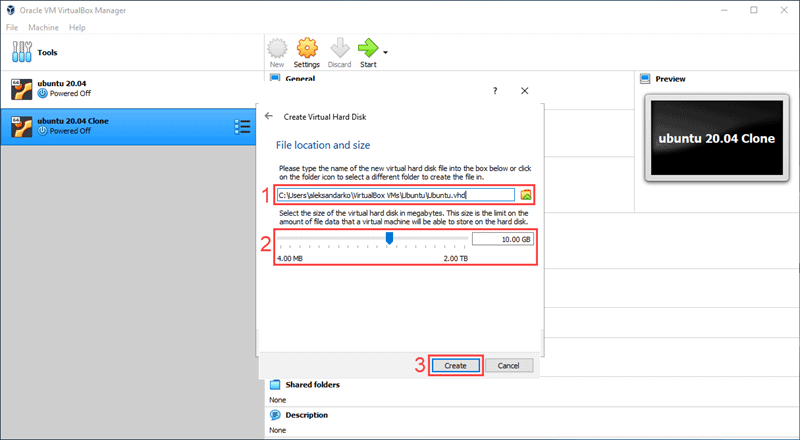 Oracle VM VirtualBox Manager
File Machine Help
Tools
New
Settings
Discard
Start
ubuntu 20.04
Powered Off
ubuntu 20.04 Clone
Powered Off
General
Preview
ubuntu 20.04 Clone
?
Create Virtual Hard Disk
File location and size
Please type the name of the new virtual hard disk file into the box below or click
on the folder icon to select a different folder to create the file in.
1
C:\Users\aleksandarko\VirtualBox VMs\Ubuntu\Ubuntu.vhd
Select the size of the virtual hard disk in megabytes. This size is the limit on the
amount of file data that a virtual machine will be able to store on the hard disk.
2
10.00 GB
4.00 MB 2.00 TB
3
Create Cancel
Shared folders
None
Description
None